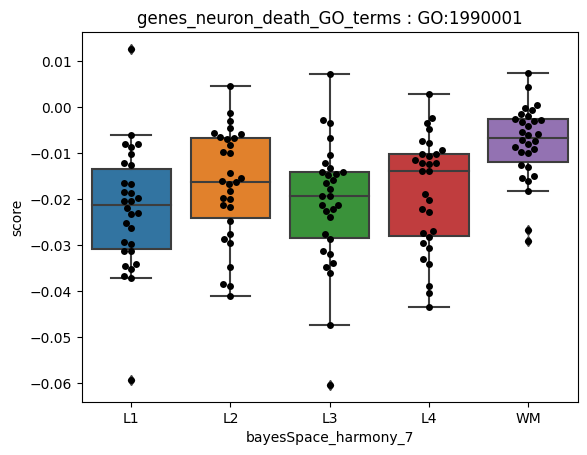 genes_neuron_death_GO_terms : GO:1990001
0.01
0.00
−0.01
−0.02
−0.03
−0.04
−0.05
−0.06
score
L1 L2 L3 L4 WM
bayesSpace_harmony_7